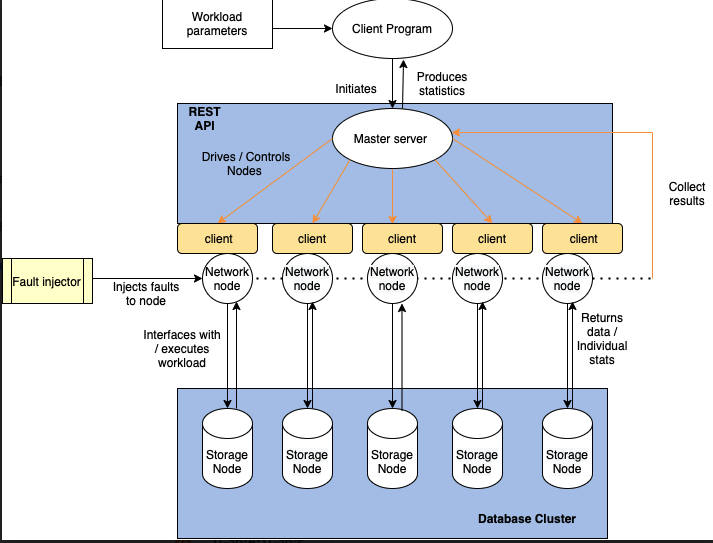 Workload
parameters
Client Program
Initiates
Produces
statistics
REST
API
Master server
Drives / Controls
Nodes
Collect
results
client
client
client
client
client
Fault injector
Injects faults
to node
Network
node
Network
node
Network
node
Network
node
Network
node
Interfaces with
/ executes
workload
Returns
data /
Individual
stats
Storage
Node
Storage
Node
Storage
Node
Storage
Node
Storage
Node
Database Cluster